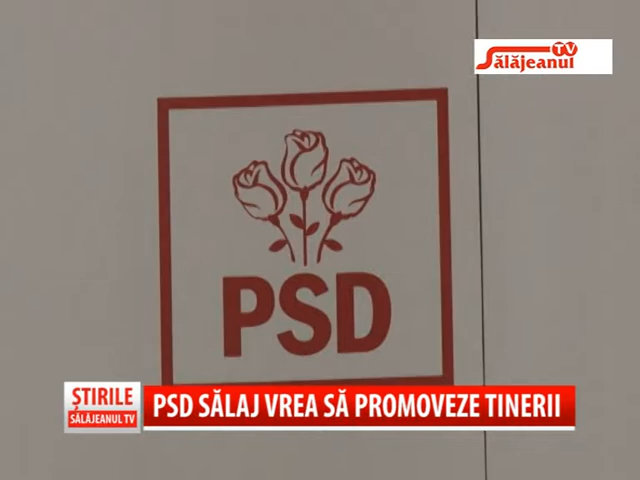 Sălăjeanul TV
PSD
ȘTIRILE
SĂLĂJEANUL TV
PSD SĂLAJ VREA SĂ PROMOVEZE TINERII